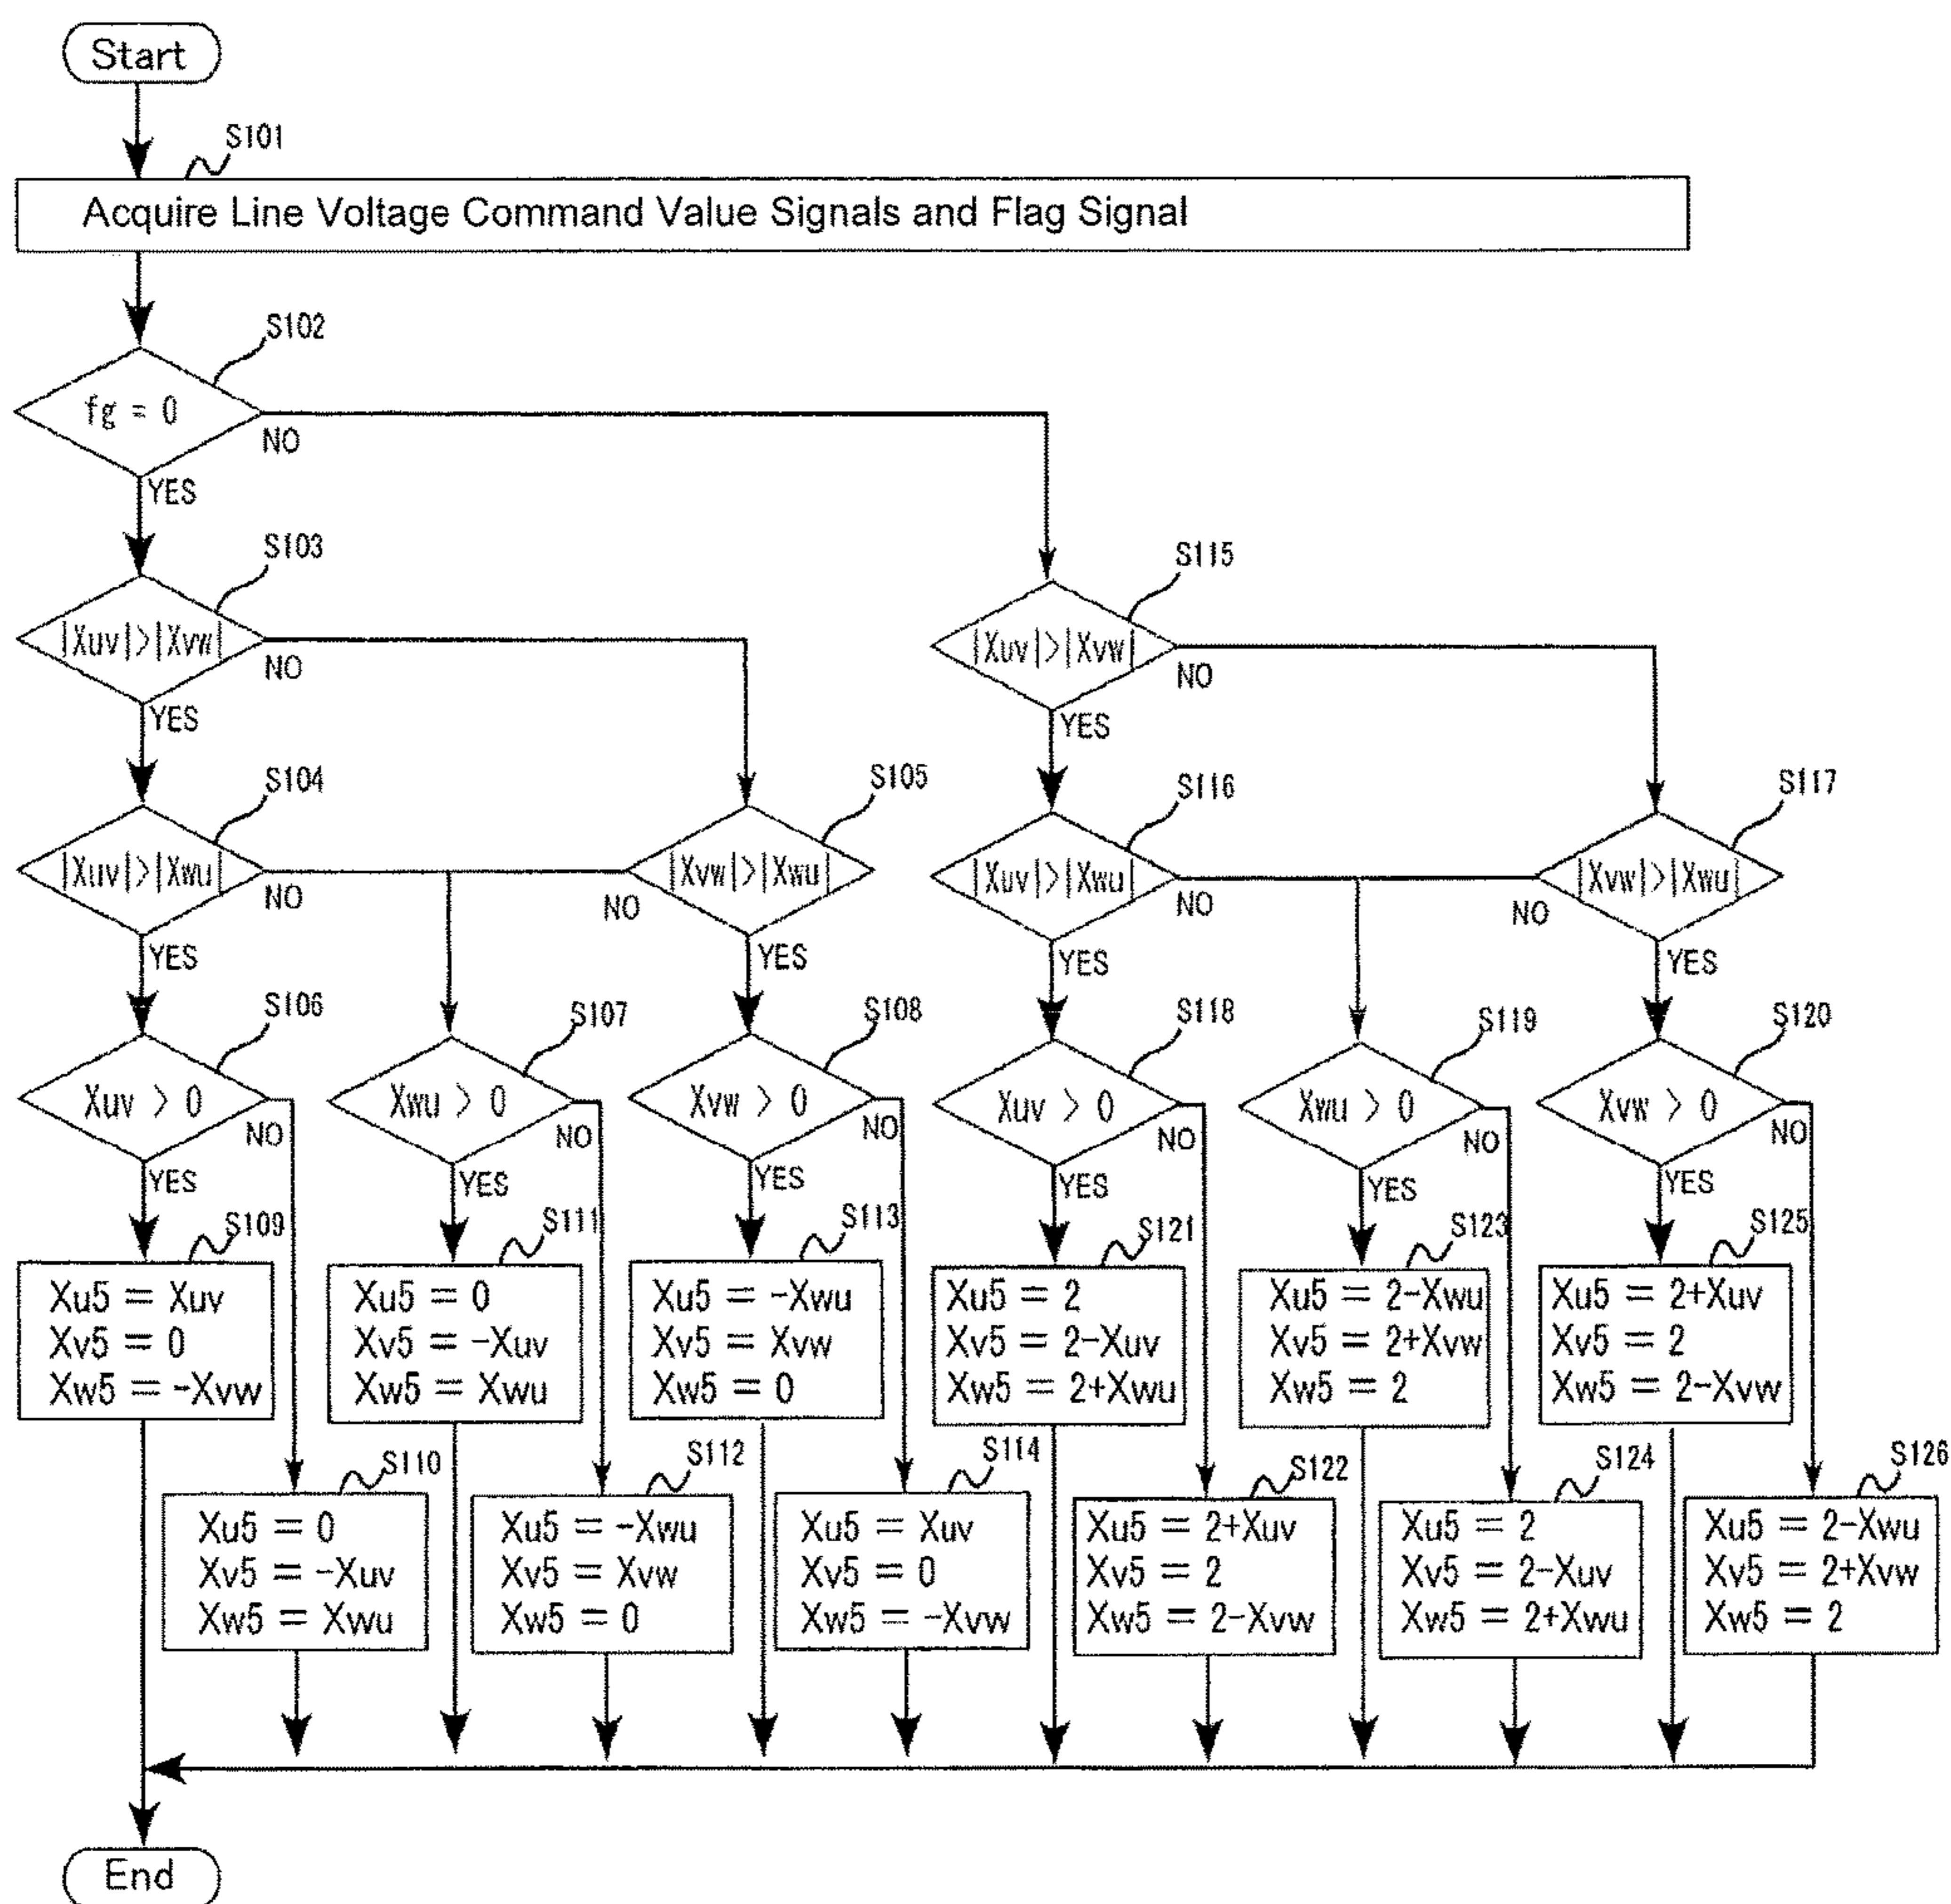 Start
S101
Acquire Line Voltage Command Value Signals and Flag Signal
S102
fg = 0
NO
YES
S103
|Xuv|>|Xvw|
NO
YES
S115
|Xuv|>|Xvw|
NO
YES
S104
|Xuv|>|Xwu|
NO
YES
S105
|Xvw|>|Xwu|
NO
YES
S116
|Xuv|>|Xwu|
NO
YES
S117
|Xvw|>|Xwu|
NO
YES
S106
Xuv > 0
NO
YES
S107
Xwu > 0
NO
YES
S108
Xvw > 0
NO
YES
S118
Xuv > 0
NO
YES
S119
Xwu > 0
NO
YES
S120
Xvw > 0
NO
YES
S109
Xu5 = Xuv
Xv5 = 0
Xw5 = -Xvw
S111
Xu5 = 0
Xv5 = -Xuv
Xw5 = Xwu
S113
Xu5 = -Xwu
Xv5 = Xvw
Xw5 = 0
S121
Xu5 = 2
Xv5 = 2-Xuv
Xw5 = 2+Xwu
S123
Xu5 = 2-Xwu
Xv5 = 2+Xvw
Xw5 = 2
S125
Xu5 = 2+Xuv
Xv5 = 2
Xw5 = 2-Xvw
S110
Xu5 = 0
Xv5 = -Xuv
Xw5 = Xwu
S112
Xu5 = -Xwu
Xv5 = Xvw
Xw5 = 0
S114
Xu5 = Xuv
Xv5 = 0
Xw5 = -Xvw
S122
Xu5 = 2+Xuv
Xv5 = 2
Xw5 = 2-Xvw
S124
Xu5 = 2
Xv5 = 2-Xuv
Xw5 = 2+Xwu
S126
Xu5 = 2-Xwu
Xv5 = 2+Xvw
Xw5 = 2
End